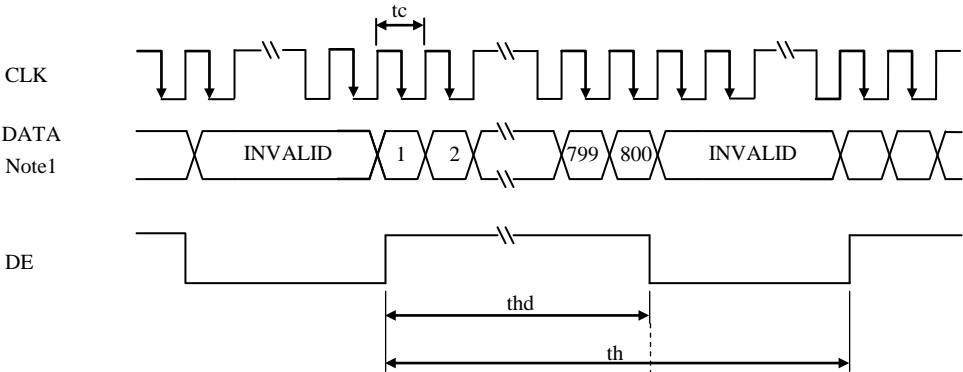 tc
CLK
DATA
Note1
INVALID 1 2 799 800 INVALID
DE
thd
th